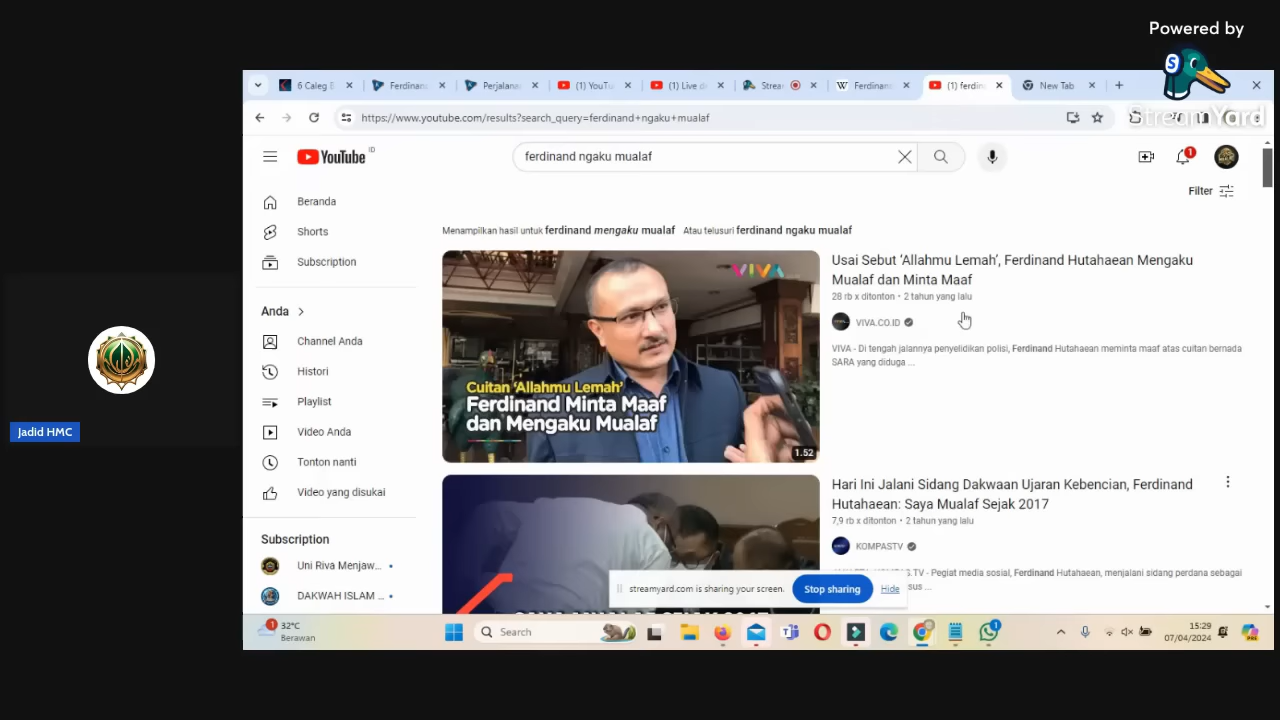 Powered by
StreamYard
6 Caleg
Ferdinan
Perjalana
(1) YouTu
(1) Live d
Strea
Ferdinan
(1) ferdin
New Tab
https://www.youtube.com/results?search_query=ferdinand+ngaku+mualaf
YouTube ID
ferdinand ngaku mualaf
1
Filter
Beranda
Shorts
Subscription
Anda
Channel Anda
Histori
Playlist
Video Anda
Tonton nanti
Video yang disukai
Subscription
Uni Riva Menjaw...
DAKWAH ISLAM ...
Menampilkan hasil untuk ferdinand mengaku mualaf Atau telusuri ferdinand ngaku mualaf
VIVA
Cuitan 'Allahmu Lemah'
Ferdinand Minta Maaf
dan Mengaku Mualaf
1.52
Usai Sebut 'Allahmu Lemah', Ferdinand Hutahaean Mengaku
Mualaf dan Minta Maaf
28 rb x ditonton • 2 tahun yang lalu
VIVA.CO.ID
VIVA - Di tengah jalannya penyelidikan polisi, Ferdinand Hutahaean meminta maaf atas cuitan bernada
SARA yang diduga ...
Hari Ini Jalani Sidang Dakwaan Ujaran Kebencian, Ferdinand
Hutahaean: Saya Mualaf Sejak 2017
7,9 rb x ditonton • 2 tahun yang lalu
KOMPASTV
S.TV - Pegiat media sosial, Ferdinand Hutahaean, menjalani sidang perdana sebagai
sus ...
streamyard.com is sharing your screen.
Stop sharing
Hide
Jadid HMC
1
32°C
Berawan
Search
1
15:29
07/04/2024